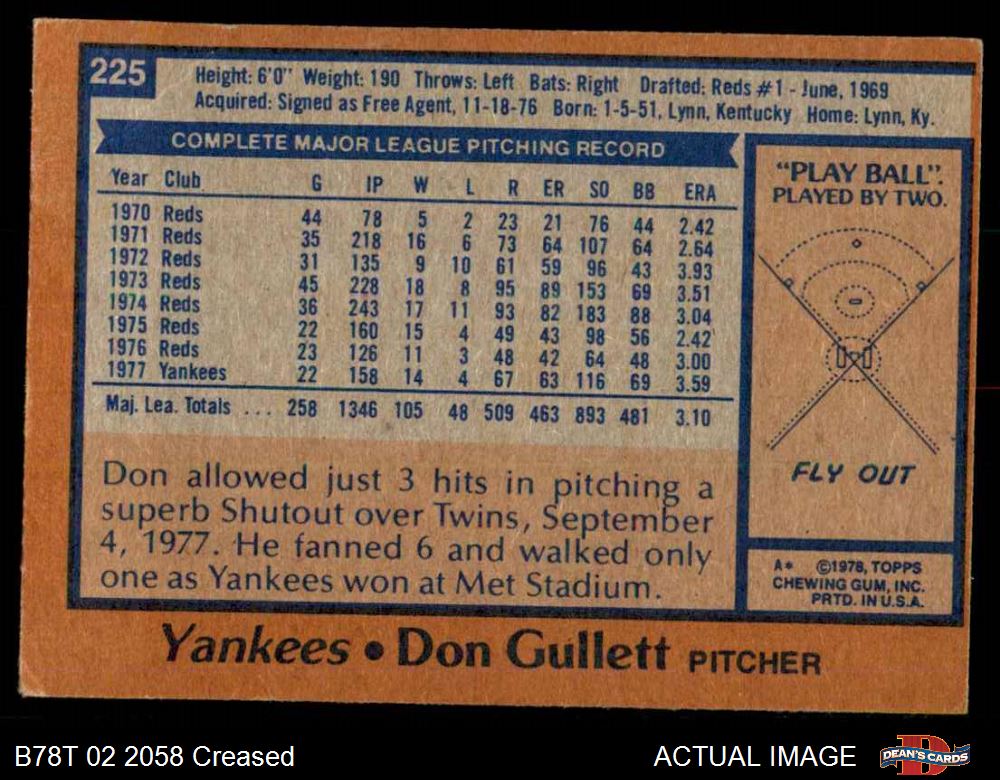 225
Height: 6'0" Weight: 190 Throws: Left Bats: Right Drafted: Reds #1 - June, 1969
Acquired: Signed as Free Agent, 11-18-76 Born: 1-5-51, Lynn, Kentucky Home: Lynn, Ky.
COMPLETE MAJOR LEAGUE PITCHING RECORD
Year Club G IP W L R ER SO BB ERA
1970 Reds 44 78 5 2 23 21 76 44 2.42
1971 Reds 35 218 16 6 73 64 107 64 2.64
1972 Reds 31 135 9 10 61 59 96 43 3.93
1973 Reds 45 228 18 8 95 89 153 69 3.51
1974 Reds 36 243 17 11 93 82 183 88 3.04
1975 Reds 22 160 15 4 49 43 98 56 2.42
1976 Reds 23 126 11 3 48 42 64 48 3.00
1977 Yankees 22 158 14 4 67 63 116 69 3.59
Maj. Lea. Totals ... 258 1346 105 48 509 463 893 481 3.10
Don allowed just 3 hits in pitching a
superb Shutout over Twins, September
4, 1977. He fanned 6 and walked only
one as Yankees won at Met Stadium.
"PLAY BALL".
PLAYED BY TWO.
FLY OUT
A* ©1978, TOPPS
CHEWING GUM, INC.
PRTD. IN U.S.A.
Yankees • Don Gullett PITCHER
B78T 02 2058 Creased
ACTUAL IMAGE
DEAN'S CARDS